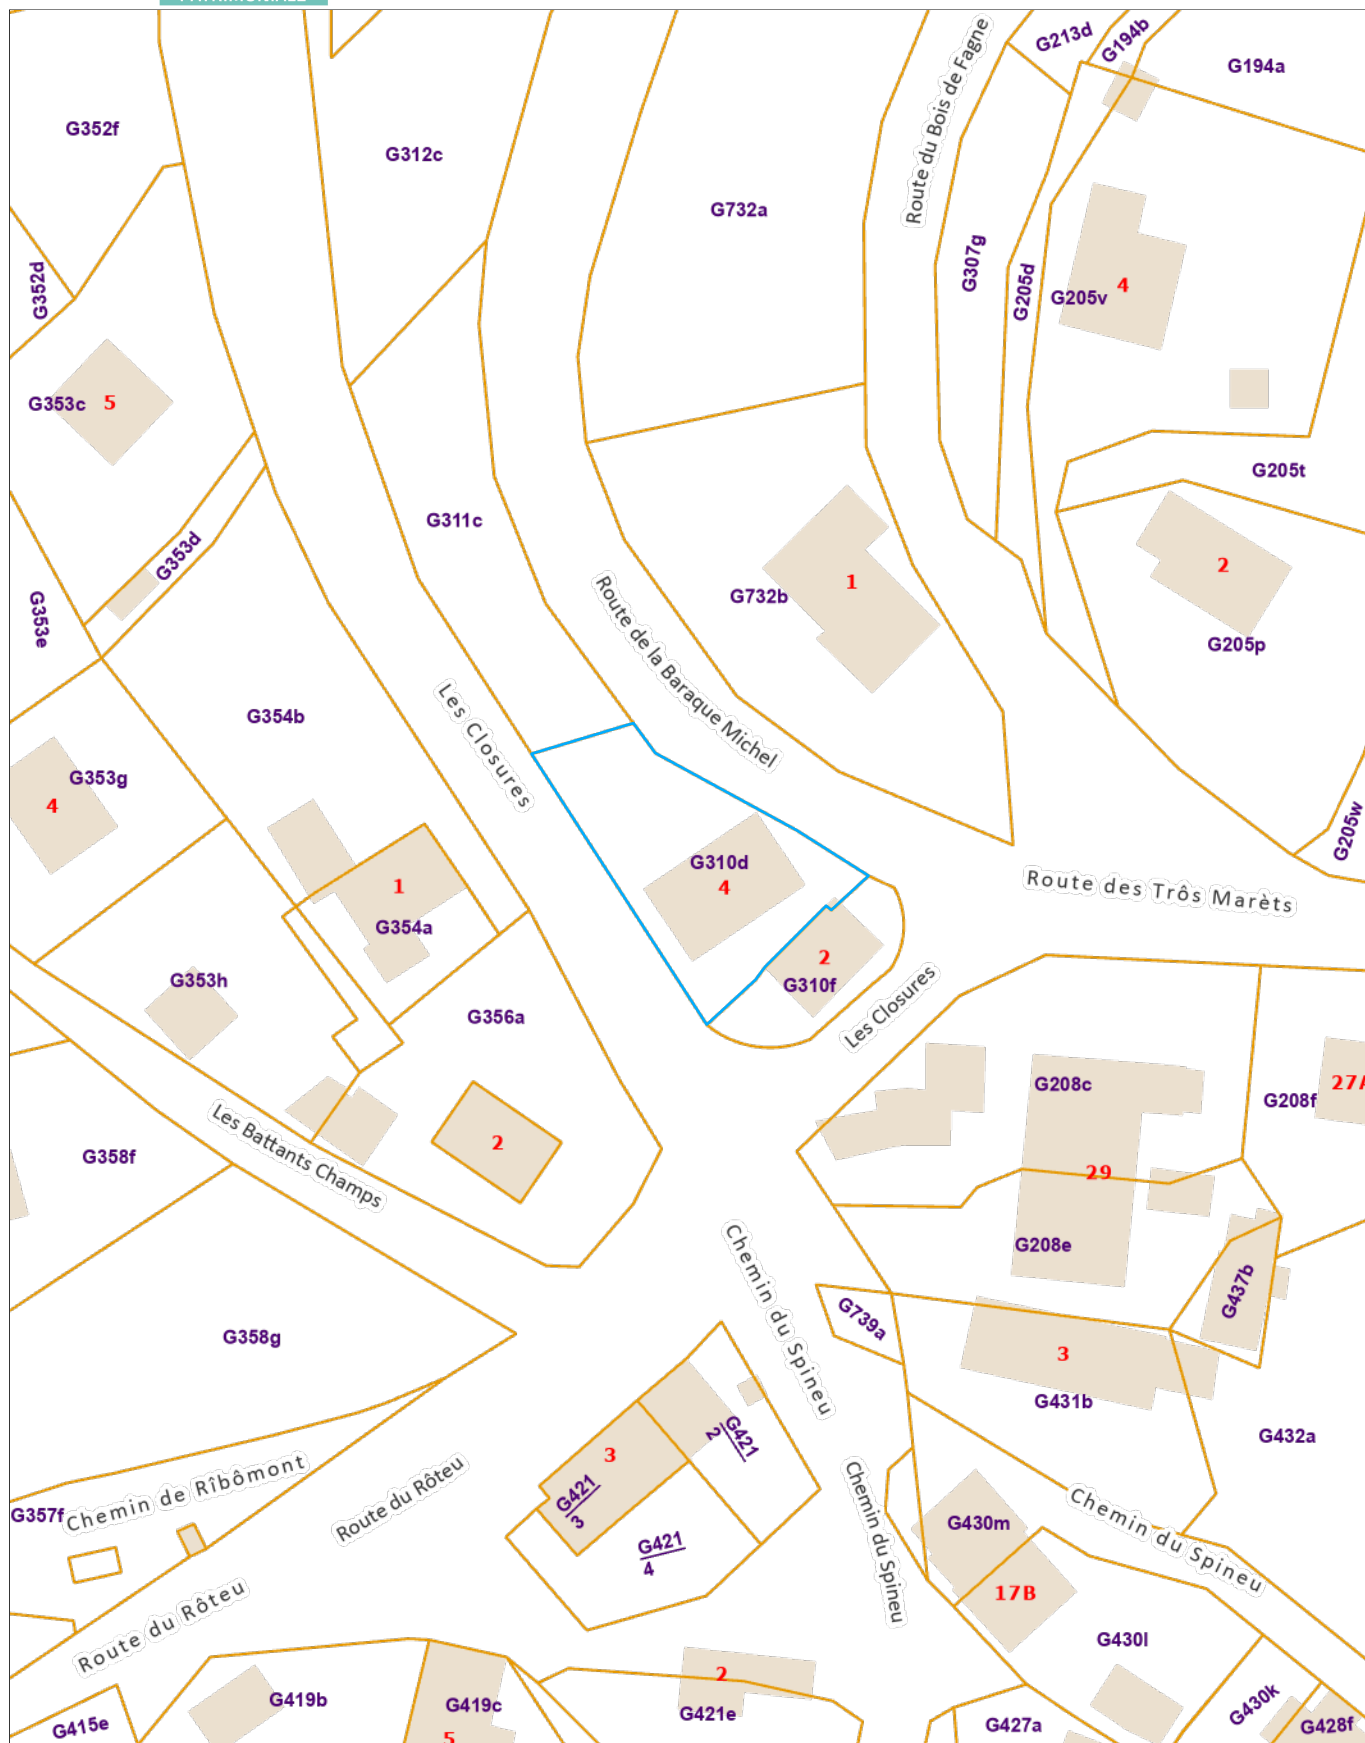 G213d
G194b
G194a
G352f
G312c
G732a
Route du Bois de Fagne
G352d
G307g
G205d
G205v
4
G353c
5
G205t
G311c
G353d
G353e
G732b
1
2
G205p
Route de la Baraque Michel
G354b
Les Closures
G353g
4
G205w
G310d
4
Route des Trôs Marèts
1
G354a
2
G310f
G353h
G356a
Les Closures
G208c
27A
G208f
Les Battants Champs
2
G358f
29
G208e
G437b
Chemin du Spineu
G739a
G358g
3
G431b
G432a
G421
2
3
G421
3
G421
4
Chemin de Rîbômont
G357f
Route du Rôteu
Chemin du Spineu
Chemin du Spineu
G430m
17B
Route du Rôteu
G430l
2
G421e
G419b
G419c
5
G415e
G427a
G430k
G428f